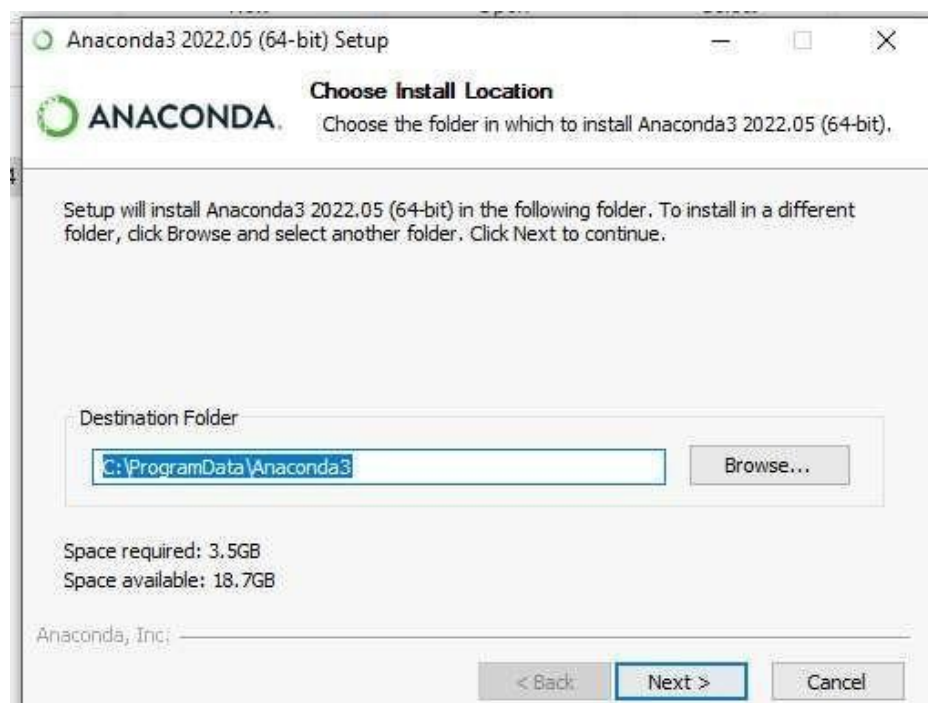 Anaconda3 2022.05 (64-bit) Setup
ANACONDA.
Choose Install Location
Choose the folder in which to install Anaconda3 2022.05 (64-bit).
Setup will install Anaconda3 2022.05 (64-bit) in the following folder. To install in a different
folder, click Browse and select another folder. Click Next to continue.
Destination Folder
C:\ProgramData\Anaconda3
Browse...
Space required: 3.5GB
Space available: 18.7GB
Anaconda, Inc.
< Back
Next >
Cancel